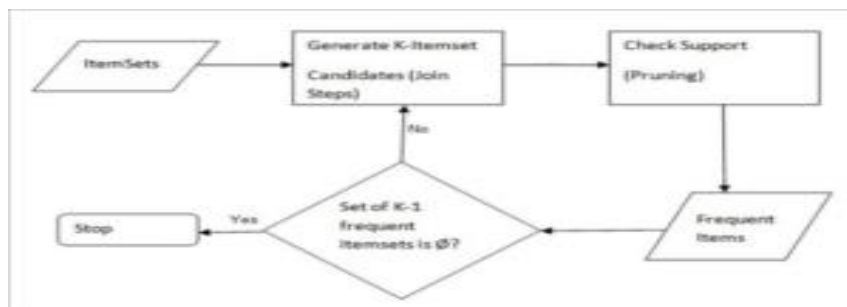 ItemSets
Generate K-Itemset
Candidates (Join
Steps)
Check Support
(Pruning)
No
Set of K-1
frequent
Itemsets is Ø?
Yes
Stop
Frequent
Items